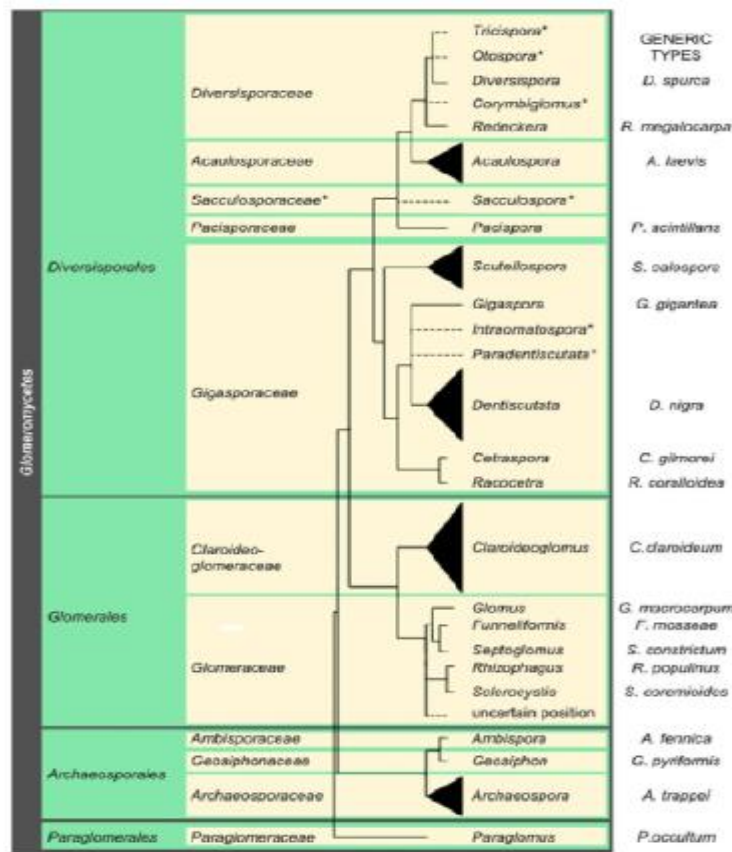 GENERIC
TYPES
Glomeromycetes
Diversisporales
Diversisporaceae
Tricispora*
Otospora*
Diversispora D. spurca
Corymbiglomus*
Redeckera R. megalocarpa
Acaulosporaceae Acaulospora A. laevis
Sacculosporaceae* Sacculospora*
Pacisporaceae Pacispora P. scintillans
Gigasporaceae
Scutellospora S. calospora
Gigaspora G. gigantea
Intraornatospora*
Paradentiscutata*
Dentiscutata D. nigra
Cetraspora C. gilmorei
Racocetra R. coralloidea
Glomerales
Claroideo-
glomeraceae
Claroideoglomus C.claroideum
Glomeraceae
Glomus G. macrocarpum
Funneliformis F. mosseae
Septoglomus S. constrictum
Rhizophagus R. populinus
Sclerocystis S. coremioides
uncertain position
Archaeosporales
Ambisporaceae Ambispora A. fennica
Geosiphonaceae Geosiphon G. pyriformis
Archaeosporaceae Archaeospora A. trappei
Paraglomerales Paraglomeraceae Paraglomus P.occultum